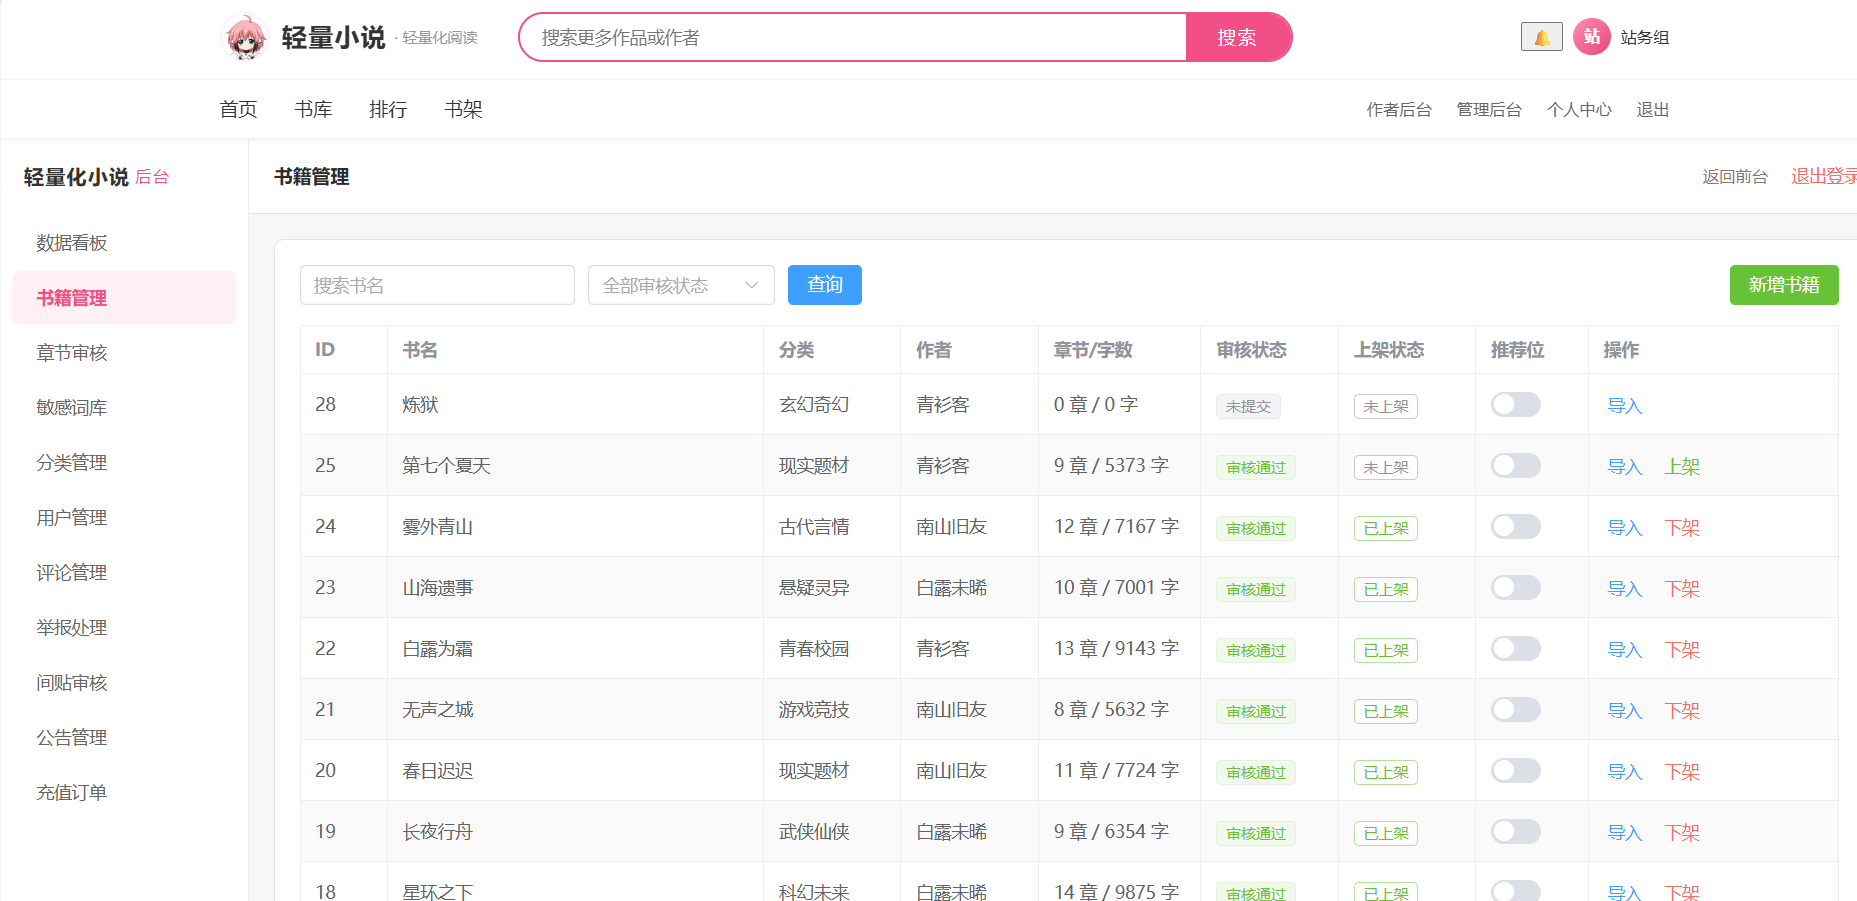 轻量小说 · 轻量化阅读 搜索更多作品或作者 搜索 站 站务组
首页 书库 排行 书架 作者后台 管理后台 个人中心 退出
轻量化小说 后台
数据看板
书籍管理
章节审核
敏感词库
分类管理
用户管理
评论管理
举报处理
间贴审核
公告管理
充值订单
书籍管理 返回前台 退出登录
搜索书名 全部审核状态 查询 新增书籍
ID 书名 分类 作者 章节/字数 审核状态 上架状态 推荐位 操作
28 炼狱 玄幻奇幻 青衫客 0 章 / 0 字 未提交 未上架 导入
25 第七个夏天 现实题材 青衫客 9 章 / 5373 字 审核通过 未上架 导入 上架
24 雾外青山 古代言情 南山旧友 12 章 / 7167 字 审核通过 已上架 导入 下架
23 山海遗事 悬疑灵异 白露未晞 10 章 / 7001 字 审核通过 已上架 导入 下架
22 白露为霜 青春校园 青衫客 13 章 / 9143 字 审核通过 已上架 导入 下架
21 无声之城 游戏竞技 南山旧友 8 章 / 5632 字 审核通过 已上架 导入 下架
20 春日迟迟 现实题材 南山旧友 11 章 / 7724 字 审核通过 已上架 导入 下架
19 长夜行舟 武侠仙侠 白露未晞 9 章 / 6354 字 审核通过 已上架 导入 下架
18 星环之下 科幻未来 白露未晞 14 章 / 9875 字 审核通过 已上架 导入 下架